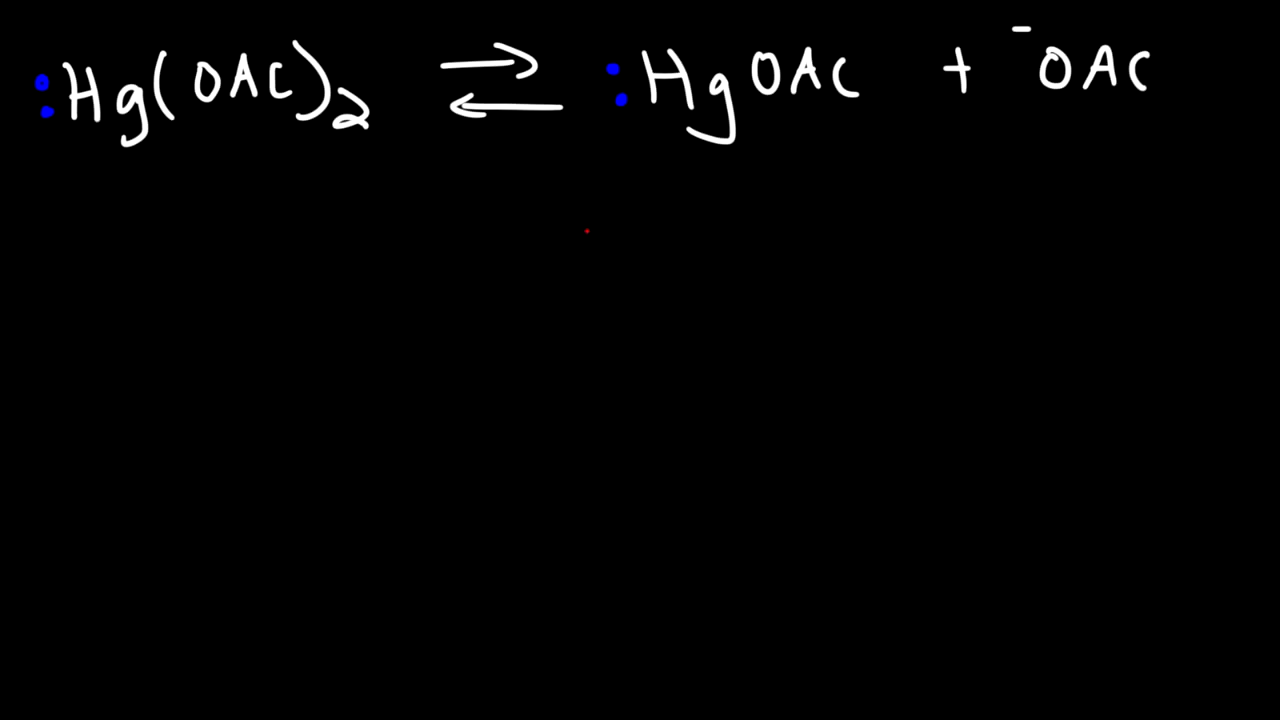 :Hg(OAC)₂ ⇌ :HgOAC + ⁻OAC